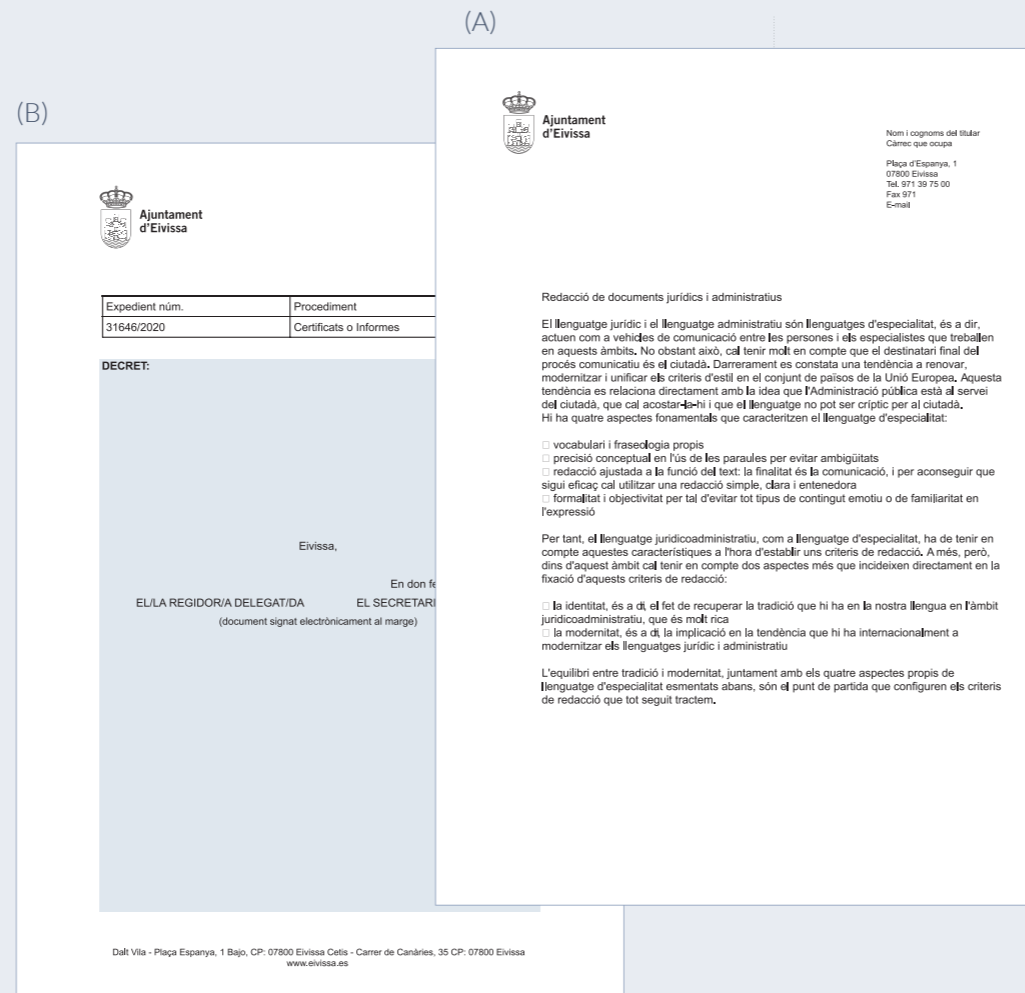 (A)
Ajuntament
d'Eivissa
Nom i cognoms del titular
Càrrec que ocupa
Plaça d'Espanya, 1
07800 Eivissa
Tel. 971 39 75 00
Fax 971
E-mail
Redacció de documents jurídics i administratius
El llenguatge jurídic i el llenguatge administratiu són llenguatges d'especialitat, és a dir,
actuen com a vehicles de comunicació entre les persones i els especialistes que treballen
en aquests àmbits. No obstant això, cal tenir molt en compte que el destinatari final del
procés comunicatiu és el ciutadà. Darrerament es constata una tendència a renovar,
modernitzar i unificar els criteris d'estil en el conjunt de països de la Unió Europea. Aquesta
tendència es relaciona directament amb la idea que l'Administració pública està al servei
del ciutadà, que cal acostar-la-hi i que el llenguatge no pot ser críptic per al ciutadà.
Hi ha quatre aspectes fonamentals que caracteritzen el llenguatge d'especialitat:
□ vocabulari i fraseologia propis
□ precisió conceptual en l'ús de les paraules per evitar ambigüitats
□ redacció ajustada a la funció del text: la finalitat és la comunicació, i per aconseguir que
sigui eficaç cal utilitzar una redacció simple, clara i entenedora
□ formalitat i objectivitat per tal d'evitar tot tipus de contingut emotiu o de familiaritat en
l'expressió
Per tant, el llenguatge juridicoadministratiu, com a llenguatge d'especialitat, ha de tenir en
compte aquestes característiques a l'hora d'establir uns criteris de redacció. A més, però,
dins d'aquest àmbit cal tenir en compte dos aspectes més que incideixen directament en la
fixació d'aquests criteris de redacció:
□ la identitat, és a dir, el fet de recuperar la tradició que hi ha en la nostra llengua en l'àmbit
juridicoadministratiu, que és molt rica
□ la modernitat, és a dir, la implicació en la tendència que hi ha internacionalment a
modernitzar els llenguatges jurídic i administratiu
L'equilibri entre tradició i modernitat, juntament amb els quatre aspectes propis de
llenguatge d'especialitat esmentats abans, són el punt de partida que configuren els criteris
de redacció que tot seguit tractem.
(B)
Ajuntament
d'Eivissa
Expedient núm. Procediment
31646/2020 Certificats o Informes
DECRET:
Eivissa,
En don fe
EL/LA REGIDOR/A DELEGAT/DA EL SECRETARI
(document signat electrònicament al marge)
Dalt Vila - Plaça Espanya, 1 Bajo, CP: 07800 Eivissa Cetis - Carrer de Canàries, 35 CP: 07800 Eivissa
www.eivissa.es